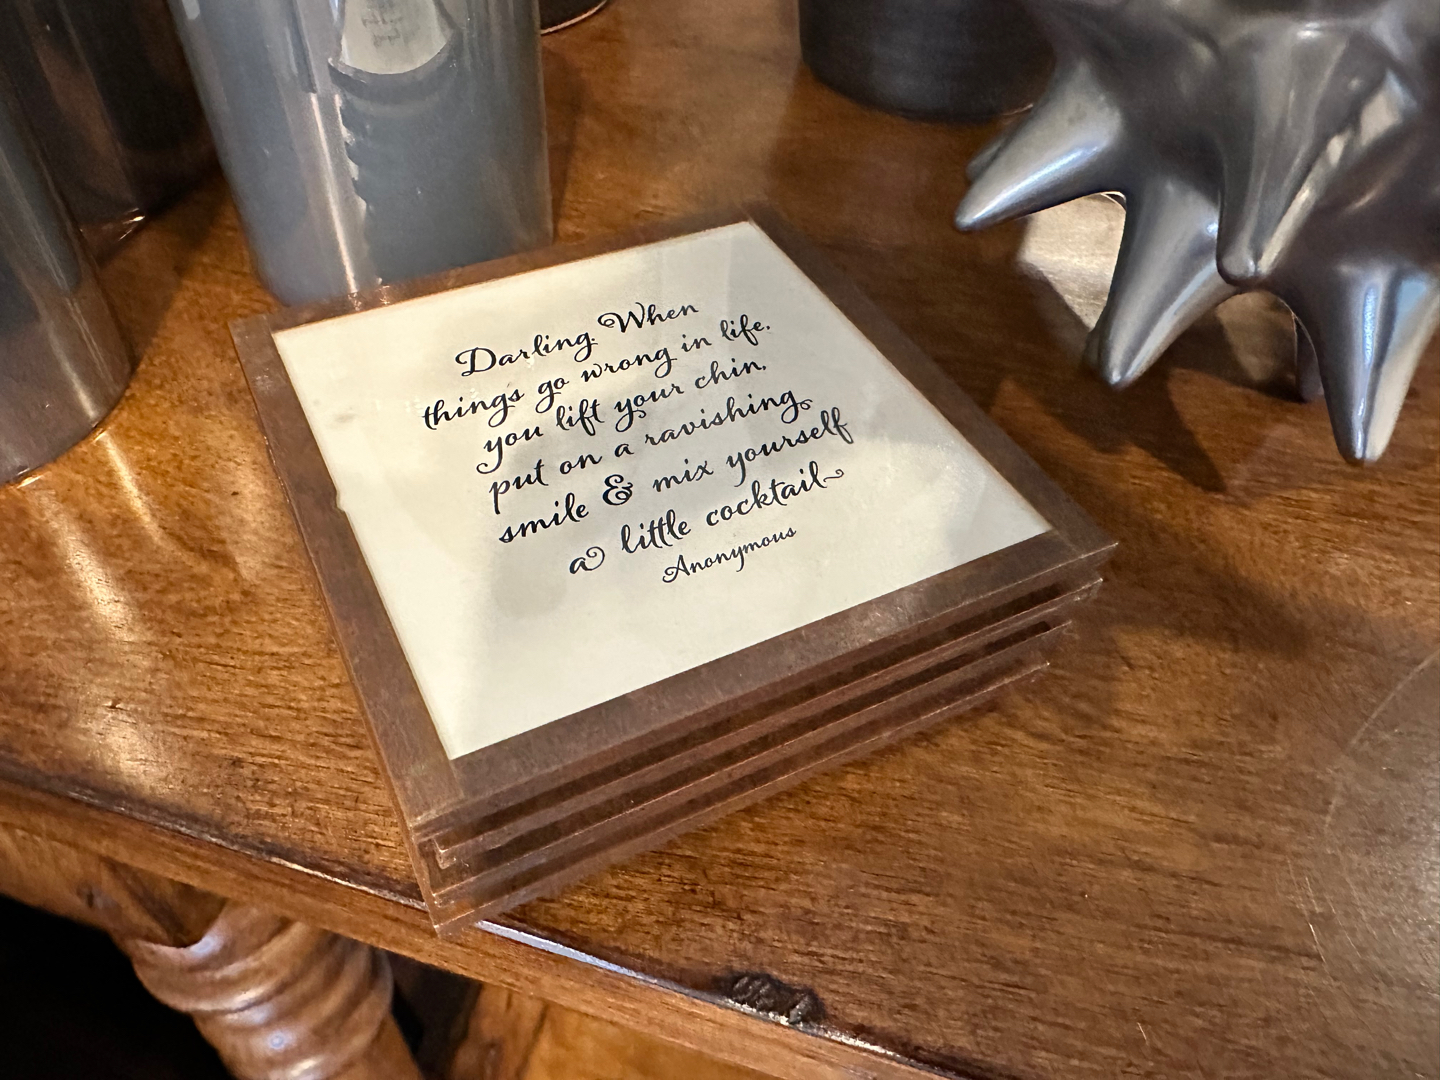 Darling. When
things go wrong in life,
you lift your chin,
put on a ravishing
smile & mix yourself
a little cocktail
Anonymous